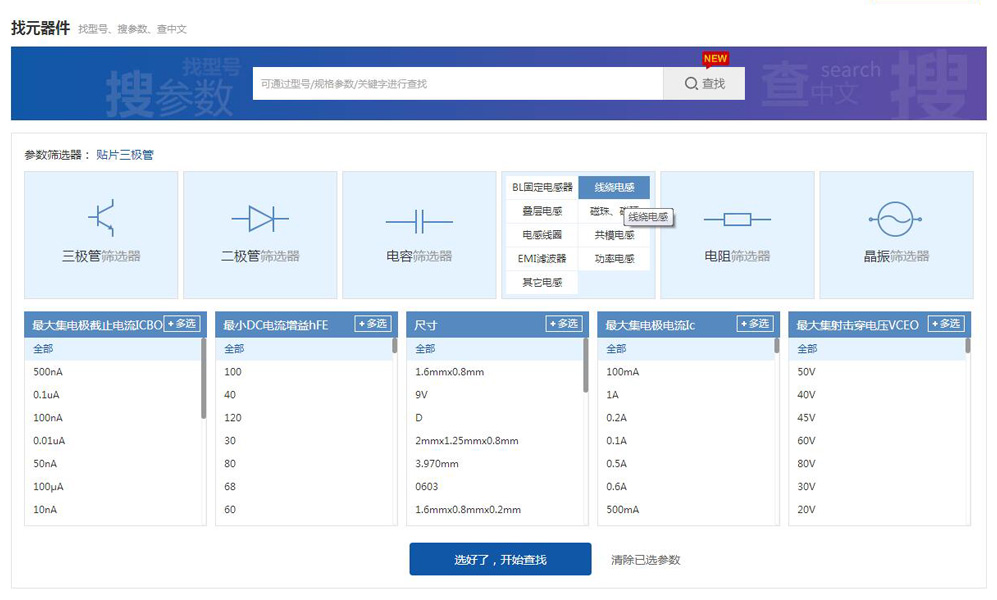 找元器件 找型号、搜参数、查中文
搜参数 找型号
可通过型号/规格参数/关键字进行查找
NEW
查找
查 search 中文 搜
参数筛选器: 贴片三极管
三极管筛选器
二极管筛选器
电容筛选器
BL固定电感器 线绕电感
叠层电感
线绕电感
电感线器 共模电感
EMI滤波器 功率电感
其它电感
电阻筛选器
晶振筛选器
最大集电极截止电流ICBO +多选
全部
500nA
0.1uA
100nA
0.01uA
50nA
100μA
10nA
最小DC电流增益hFE +多选
全部
100
40
120
30
80
68
60
尺寸 +多选
全部
1.6mmx0.8mm
9V
D
2mmx1.25mmx0.8mm
3.970mm
0603
1.6mmx0.8mmx0.2mm
最大集电极电流Ic +多选
全部
100mA
1A
0.2A
0.1A
0.5A
0.6A
500mA
最大集射击穿电压VCEO +多选
全部
50V
40V
45V
60V
80V
30V
20V
选好了，开始查找
清除已选参数